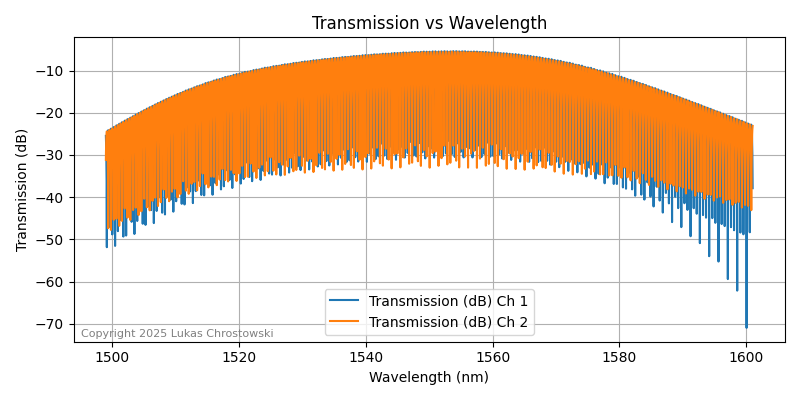 Transmission vs Wavelength
Transmission (dB)
−10
−20
−30
−40
−50
−60
−70
Transmission (dB) Ch 1
Transmission (dB) Ch 2
Copyright 2025 Lukas Chrostowski
1500 1520 1540 1560 1580 1600
Wavelength (nm)